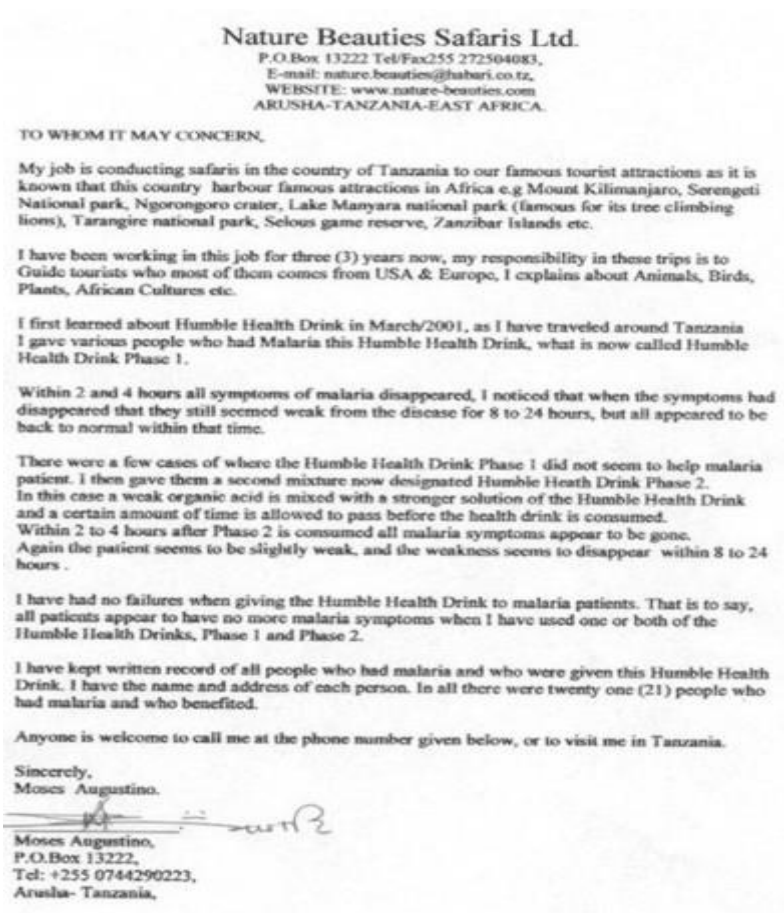 Nature Beauties Safaris Ltd.
P.O.Box 13222 Tel/Fax255 272504083,
E-mail: nature.beauties@habari.co.tz,
WEBSITE: www.nature-beauties.com
ARUSHA-TANZANIA-EAST AFRICA.
TO WHOM IT MAY CONCERN,
My job is conducting safaris in the country of Tanzania to our famous tourist attractions as it is
known that this country harbour famous attractions in Africa e.g Mount Kilimanjaro, Serengeti
National park, Ngorongoro crater, Lake Manyara national park (famous for its tree climbing
lions), Tarangire national park, Selous game reserve, Zanzibar Islands etc.
I have been working in this job for three (3) years now, my responsibility in these trips is to
Guide tourists who most of them comes from USA & Europe, I explains about Animals, Birds,
Plants, African Cultures etc.
I first learned about Humble Health Drink in March/2001, as I have traveled around Tanzania
I gave various people who had Malaria this Humble Health Drink, what is now called Humble
Health Drink Phase 1.
Within 2 and 4 hours all symptoms of malaria disappeared, I noticed that when the symptoms had
disappeared that they still seemed weak from the disease for 8 to 24 hours, but all appeared to be
back to normal within that time.
There were a few cases of where the Humble Health Drink Phase 1 did not seem to help malaria
patient. I then gave them a second mixture now designated Humble Heath Drink Phase 2.
In this case a weak organic acid is mixed with a stronger solution of the Humble Health Drink
and a certain amount of time is allowed to pass before the health drink is consumed.
Within 2 to 4 hours after Phase 2 is consumed all malaria symptoms appear to be gone.
Again the patient seems to be slightly weak, and the weakness seems to disappear within 8 to 24
hours .
I have had no failures when giving the Humble Health Drink to malaria patients. That is to say,
all patients appear to have no more malaria symptoms when I have used one or both of the
Humble Health Drinks, Phase 1 and Phase 2.
I have kept written record of all people who had malaria and who were given this Humble Health
Drink. I have the name and address of each person. In all there were twenty one (21) people who
had malaria and who benefited.
Anyone is welcome to call me at the phone number given below, or to visit me in Tanzania.
Sincerely,
Moses Augustino.
Moses Augustino,
P.O.Box 13222,
Tel: +255 0744290223,
Arusha- Tanzania,